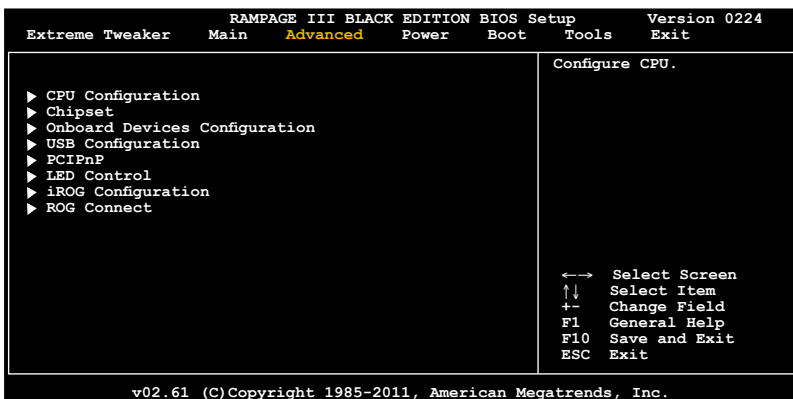 RAMPAGE III BLACK EDITION BIOS Setup Version 0224
Extreme Tweaker Main Advanced Power Boot Tools Exit
Configure CPU.
▶ CPU Configuration
▶ Chipset
▶ Onboard Devices Configuration
▶ USB Configuration
▶ PCIPnP
▶ LED Control
▶ iROG Configuration
▶ ROG Connect
←→ Select Screen
↑↓ Select Item
+- Change Field
F1 General Help
F10 Save and Exit
ESC Exit
v02.61 (C)Copyright 1985-2011, American Megatrends, Inc.